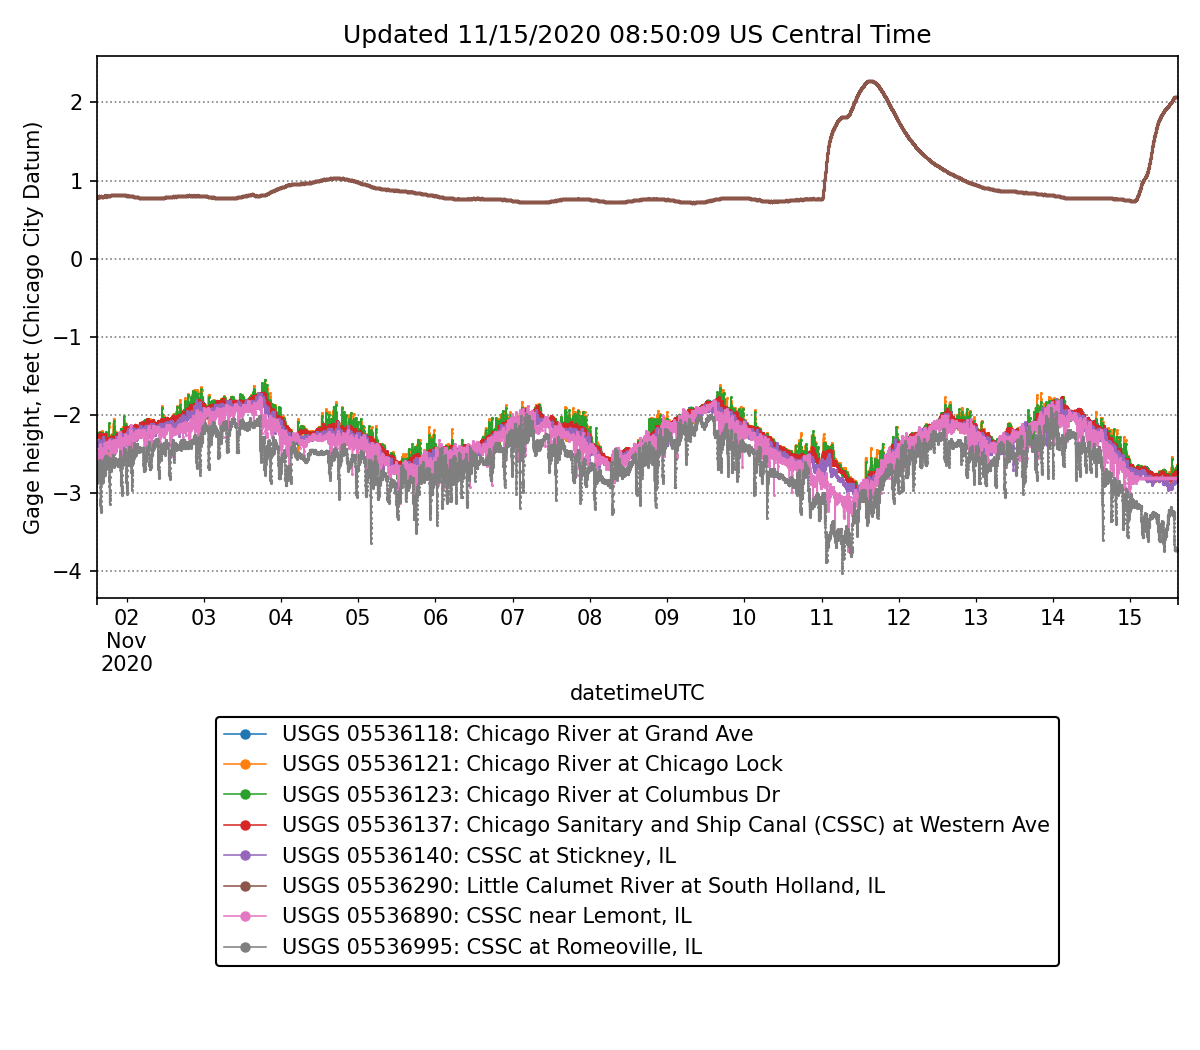 Updated 11/15/2020 08:50:09 US Central Time
Gage height, feet (Chicago City Datum)
2
1
0
−1
−2
−3
−4
02 03 04 05 06 07 08 09 10 11 12 13 14 15
Nov
2020
datetimeUTC
USGS 05536118: Chicago River at Grand Ave
USGS 05536121: Chicago River at Chicago Lock
USGS 05536123: Chicago River at Columbus Dr
USGS 05536137: Chicago Sanitary and Ship Canal (CSSC) at Western Ave
USGS 05536140: CSSC at Stickney, IL
USGS 05536290: Little Calumet River at South Holland, IL
USGS 05536890: CSSC near Lemont, IL
USGS 05536995: CSSC at Romeoville, IL